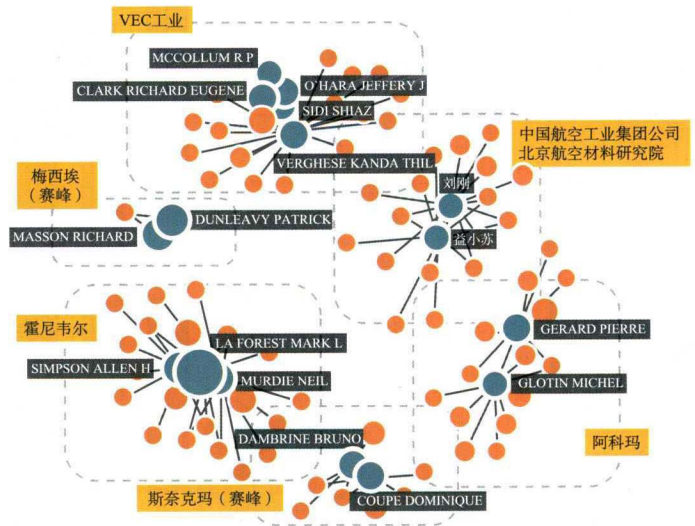 VEC工业
MCCOLLUM R P
CLARK RICHARD EUGENE
O'HARA JEFFERY J
SIDI SHIAZ
VERGHESE KANDA THIL
中国航空工业集团公司
北京航空材料研究院
刘刚
益小苏
梅西埃
（赛峰）
DUNLEAVY PATRICK
MASSON RICHARD
霍尼韦尔
LA FOREST MARK L
SIMPSON ALLEN H
MURDIE NEIL
GERARD PIERRE
GLOTIN MICHEL
阿科玛
DAMBRINE BRUNO
COUPE DOMINIQUE
斯奈克玛（赛峰）